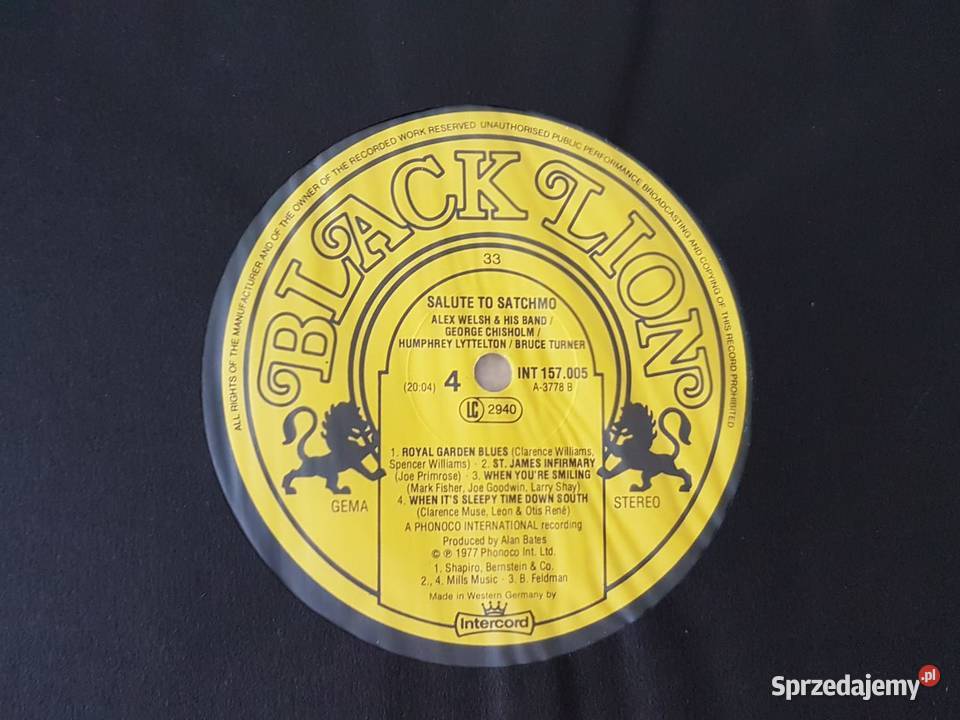 ALL RIGHTS OF THE MANUFACTURER AND OF THE OWNER OF THE RECORDED WORK RESERVED UNAUTHORISED PUBLIC PERFORMANCE BROADCASTING AND COPYING OF THIS RECORD PROHIBITED
BLACK LION
33
SALUTE TO SATCHMO
ALEX WELSH & HIS BAND /
GEORGE CHISHOLM /
HUMPHREY LYTTELTON / BRUCE TURNER
(20:04) 4 INT 157.005
A-3778 B
LC 2940
1. ROYAL GARDEN BLUES (Clarence Williams,
Spencer Williams) · 2. ST. JAMES INFIRMARY
(Joe Primrose) · 3. WHEN YOU'RE SMILING
(Mark Fisher, Joe Goodwin, Larry Shay)
4. WHEN IT'S SLEEPY TIME DOWN SOUTH
(Clarence Muse, Leon & Otis René)
GEMA
STEREO
A PHONOCO INTERNATIONAL recording
Produced by Alan Bates
© ℗ 1977 Phonoco Int. Ltd.
1. Shapiro, Bernstein & Co.
2., 4. Mills Music · 3. B. Feldman
Made in Western Germany by
Intercord
Sprzedajemy.pl